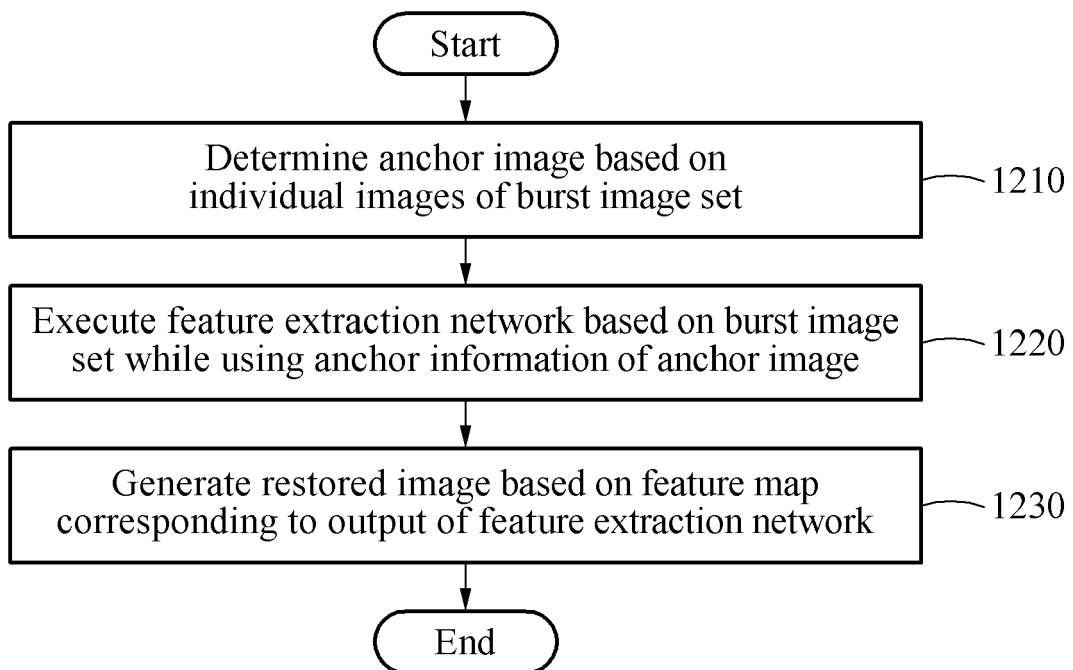 Start
Determine anchor image based on
individual images of burst image set
1210
Execute feature extraction network based on burst image
set while using anchor information of anchor image
1220
Generate restored image based on feature map
corresponding to output of feature extraction network
1230
End